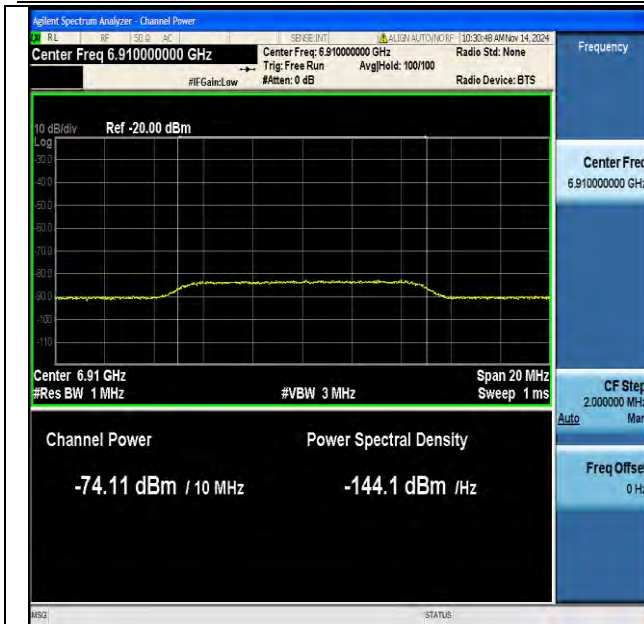 Agilent Spectrum Analyzer - Channel Power
RL RF 50 Ω AC SENSE:INT ALIGN AUTO/NO RF 10:30:48 AM Nov 14, 2024
Center Freq 6.910000000 GHz
Center Freq: 6.910000000 GHz Radio Std: None
Trig: Free Run Avg|Hold: 100/100
#IFGain:Low #Atten: 0 dB Radio Device: BTS
Frequency
10 dB/div Ref -20.00 dBm
Log
-30.0
-40.0
-50.0
-60.0
-70.0
-80.0
-90.0
-100
-110
Center Freq
6.910000000 GHz
Center 6.91 GHz Span 20 MHz
#Res BW 1 MHz #VBW 3 MHz Sweep 1 ms
CF Step
2.000000 MHz
Auto Man
Channel Power Power Spectral Density
-74.11 dBm / 10 MHz -144.1 dBm /Hz
Freq Offset
0 Hz
MSG STATUS